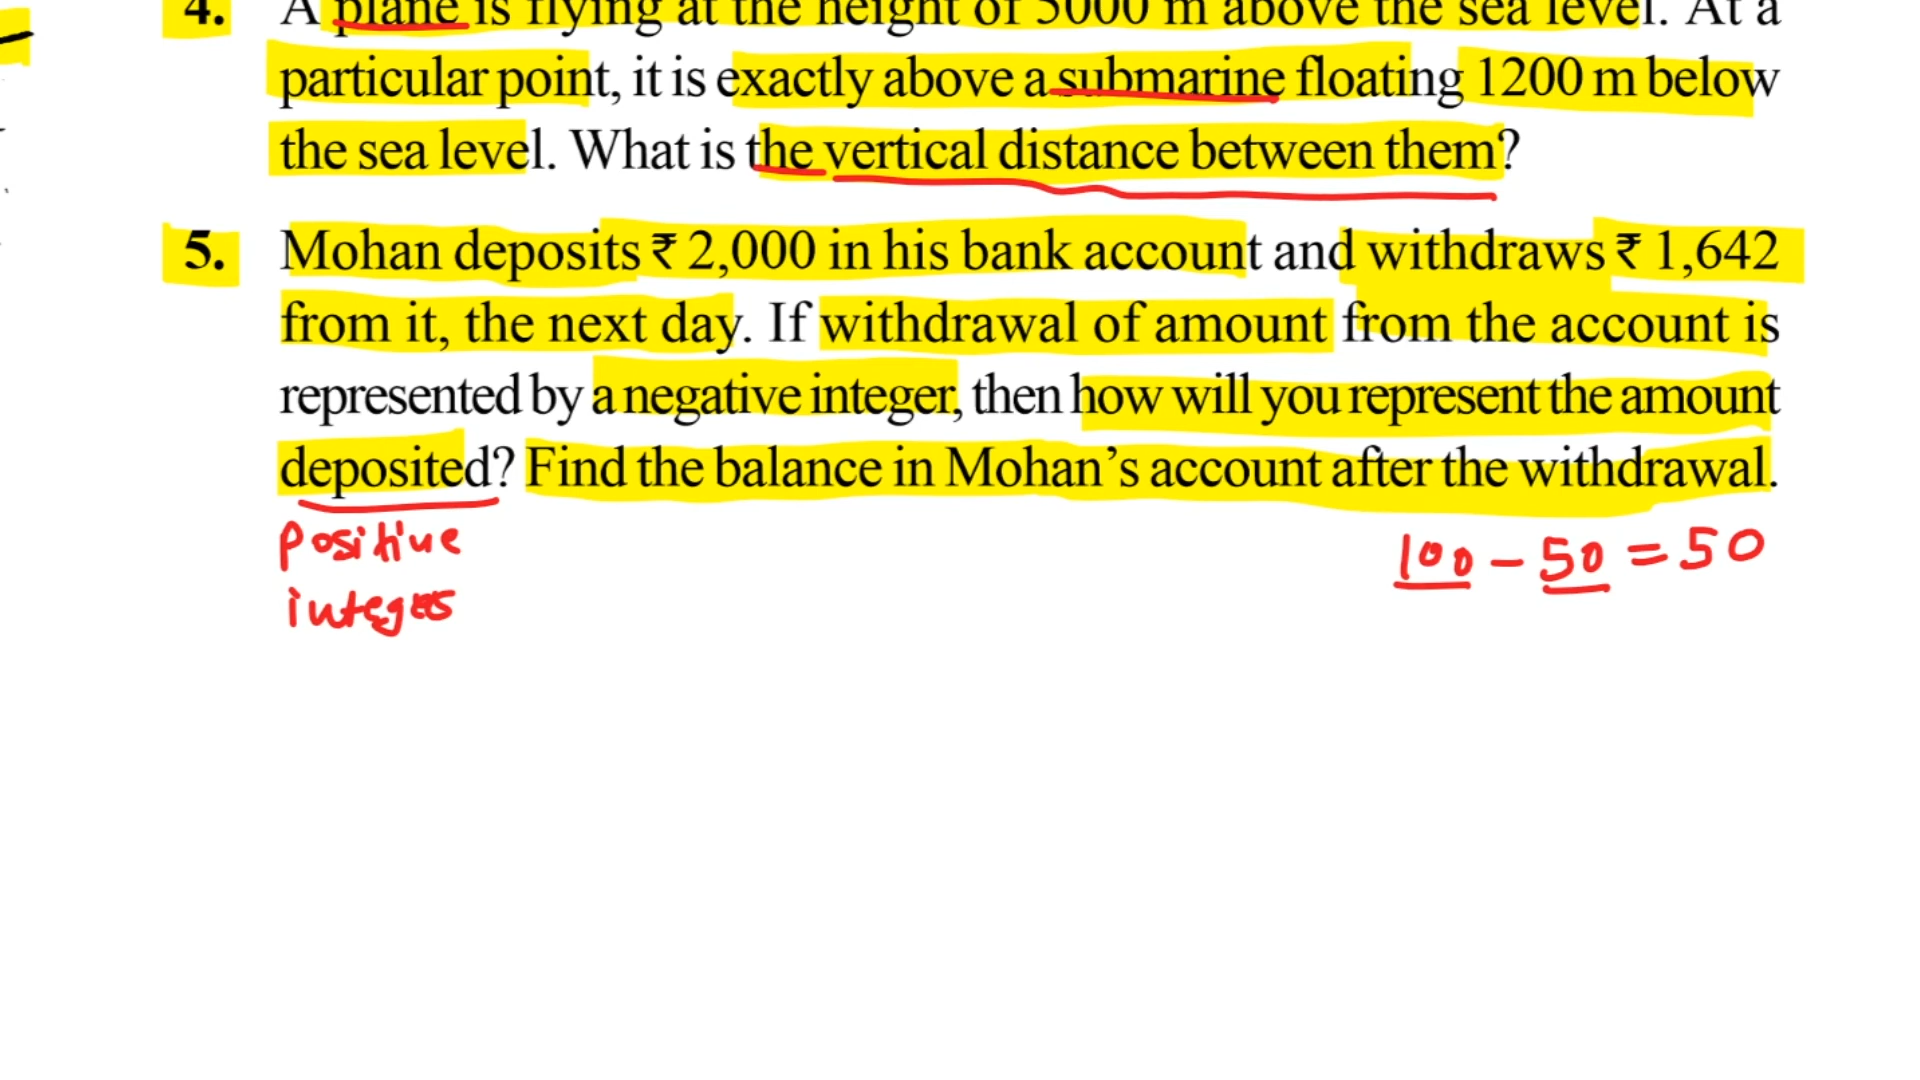 4. A plane is flying at the height of 5000 m above the sea level. At a
particular point, it is exactly above a submarine floating 1200 m below
the sea level. What is the vertical distance between them?
5. Mohan deposits ₹ 2,000 in his bank account and withdraws ₹ 1,642
from it, the next day. If withdrawal of amount from the account is
represented by a negative integer, then how will you represent the amount
deposited? Find the balance in Mohan’s account after the withdrawal.
positive
100 - 50 = 50